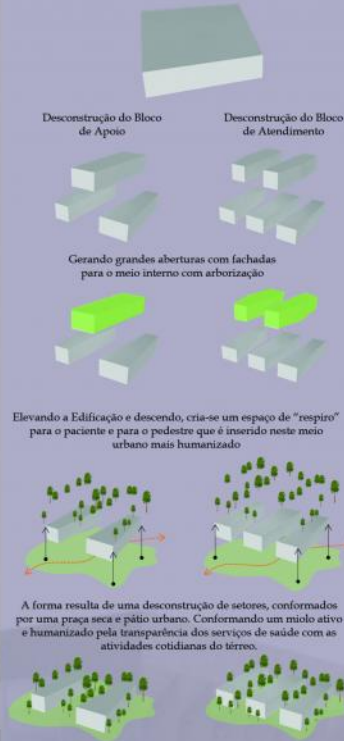 Desconstrução do Bloco
de Apoio
Desconstrução do Bloco
de Atendimento
Gerando grandes aberturas com fachadas
para o meio interno com arborização
Elevando a Edificação e descendo, cria-se um espaço de “respiro”
para o paciente e para o pedestre que é inserido neste meio
urbano mais humanizado
A forma resulta de uma desconstrução de setores, conformados
por uma praça seca e pátio urbano. Conformando um miolo ativo
e humanizado pela transparência dos serviços de saúde com as
atividades cotidianas do térreo.